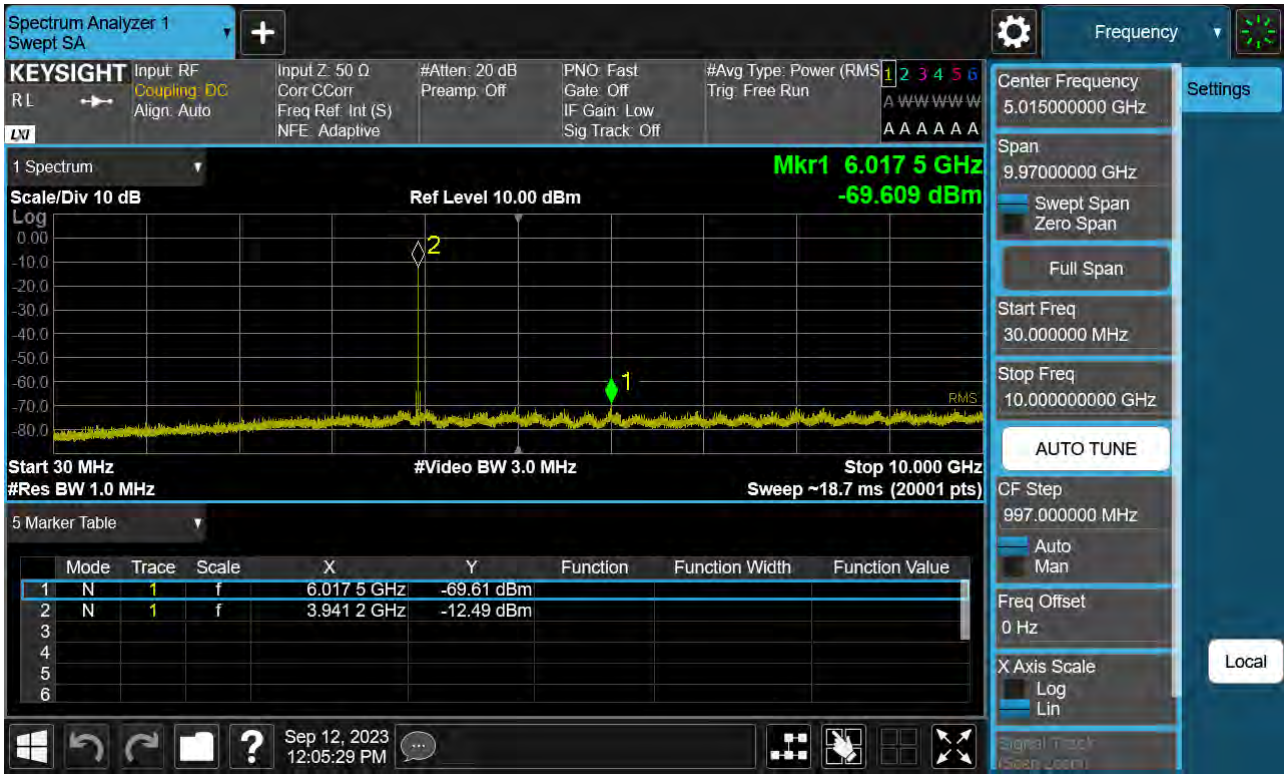 Spectrum Analyzer 1
Swept SA
+
Frequency
KEYSIGHT
RL
LXI
Input: RF
Coupling: DC
Align: Auto
Input Z: 50 Ω
Corr CCorr
Freq Ref: Int (S)
NFE: Adaptive
#Atten: 20 dB
Preamp: Off
PNO: Fast
Gate: Off
IF Gain: Low
Sig Track: Off
#Avg Type: Power (RMS
Trig: Free Run
1 2 3 4 5 6
A W W W W W
A A A A A A
1 Spectrum
Mkr1 6.017 5 GHz
Scale/Div 10 dB
Ref Level 10.00 dBm
-69.609 dBm
Log
0.00
-10.0
-20.0
-30.0
-40.0
-50.0
-60.0
-70.0
-80.0
2
1
RMS
Start 30 MHz
#Video BW 3.0 MHz
Stop 10.000 GHz
#Res BW 1.0 MHz
Sweep ~18.7 ms (20001 pts)
5 Marker Table
Mode Trace Scale X Y Function Function Width Function Value
1 N 1 f 6.017 5 GHz -69.61 dBm
2 N 1 f 3.941 2 GHz -12.49 dBm
3
4
5
6
Sep 12, 2023
12:05:29 PM
?
Center Frequency
5.015000000 GHz
Settings
Span
9.97000000 GHz
Swept Span
Zero Span
Full Span
Start Freq
30.000000 MHz
Stop Freq
10.000000000 GHz
AUTO TUNE
CF Step
997.000000 MHz
Auto
Man
Freq Offset
0 Hz
X Axis Scale
Log
Lin
Local
Signal Track
(Span Zoom)